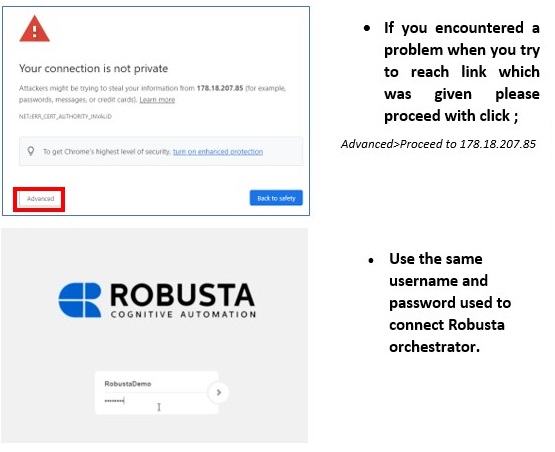 Your connection is not private
Attackers might be trying to steal your information from 178.18.207.85 (for example,
passwords, messages, or credit cards). Learn more
NET::ERR_CERT_AUTHORITY_INVALID
To get Chrome's highest level of security, turn on enhanced protection
Advanced
Back to safety
• If you encountered a
problem when you try
to reach link which
was given please
proceed with click ;
Advanced>Proceed to 178.18.207.85
ROBUSTA
COGNITIVE AUTOMATION
RobustaDemo
• Use the same
username and
password used to
connect Robusta
orchestrator.